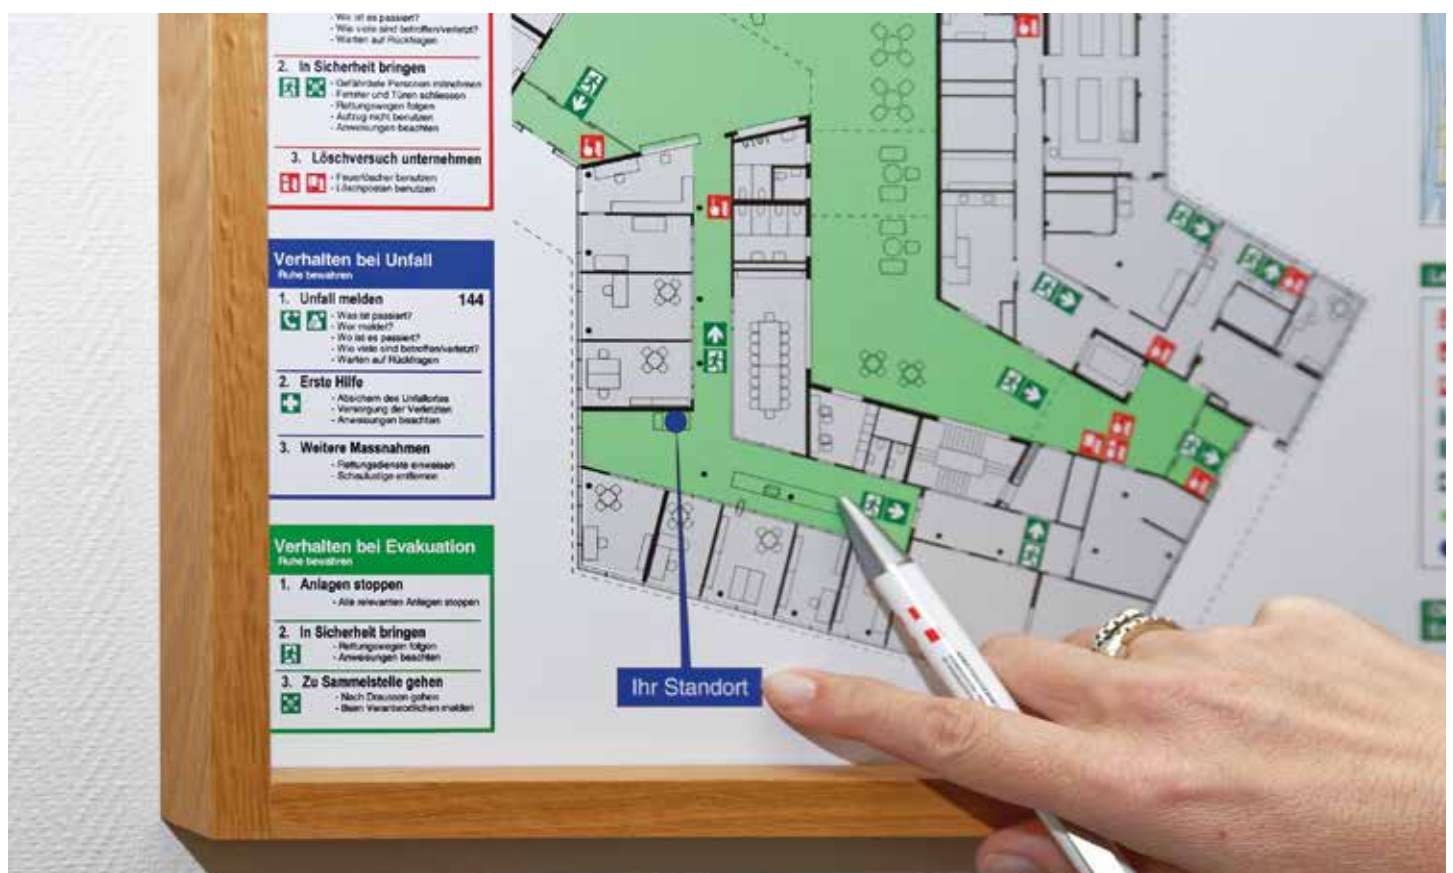 - Wo ist es passiert?
- Wie viele sind betroffen/verletzt?
- Warten auf Rückfragen
2. In Sicherheit bringen
- Gefährdete Personen mitnehmen
- Fenster und Türen schliessen
- Rettungswegen folgen
- Aufzug nicht benutzen
- Anweisungen beachten
3. Löschversuch unternehmen
- Feuerlöscher benutzen
- Löschposten benutzen
Verhalten bei Unfall
Ruhe bewahren
1. Unfall melden 144
- Was ist passiert?
- Wer meldet?
- Wo ist es passiert?
- Wie viele sind betroffen/verletzt?
- Warten auf Rückfragen
2. Erste Hilfe
- Absichern des Unfallortes
- Versorgung der Verletzten
- Anweisungen beachten
3. Weitere Massnahmen
- Rettungsdienste einweisen
- Schaulustige entfernen
Verhalten bei Evakuation
Ruhe bewahren
1. Anlagen stoppen
- Alle relevanten Anlagen stoppen
2. In Sicherheit bringen
- Rettungswegen folgen
- Anweisungen beachten
3. Zu Sammelstelle gehen
- Nach Draussen gehen
- Beim Verantwortlichen melden
Ihr Standort